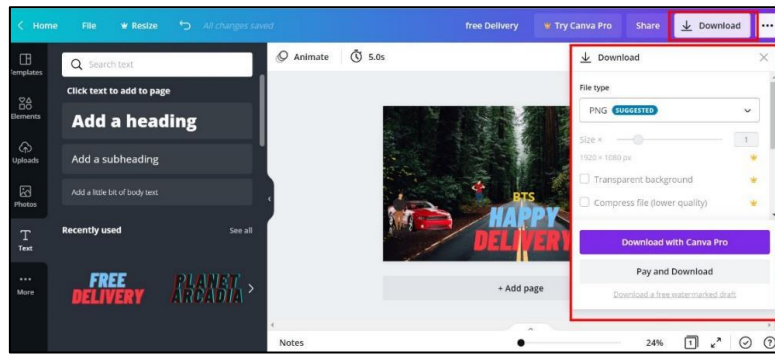 Home File Resize All changes saved free Delivery Try Canva Pro Share Download
Templates
Elements
Uploads
Photos
Text
More
Search text
Click text to add to page
Add a heading
Add a subheading
Add a little bit of body text
Recently used See all
FREE DELIVERY
PLANET ARCADIA
Animate 5.0s
BTS
HAPPY
DELIVERY
+ Add page
Notes 24% 1
Download
File type
PNG SUGGESTED
Size × 1
1920 × 1080 px
Transparent background
Compress file (lower quality)
Download with Canva Pro
Pay and Download
Download a free watermarked draft